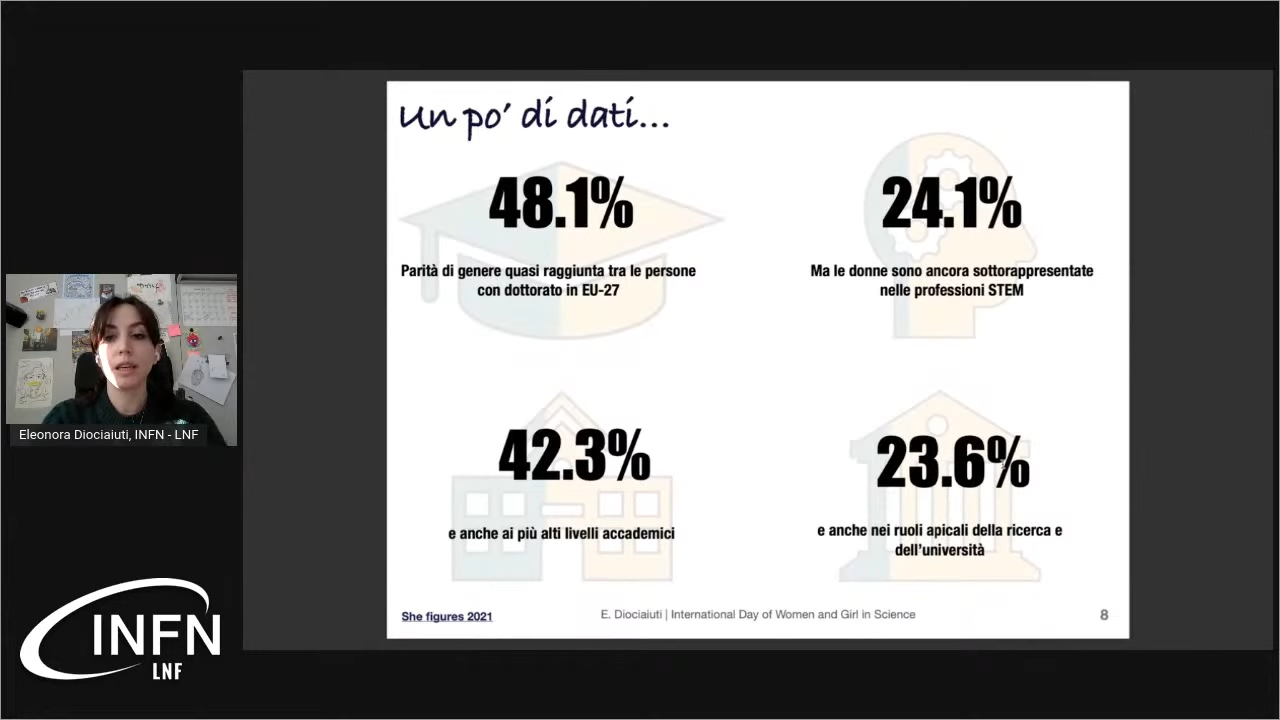 Un po' di dati...
48.1%
Parità di genere quasi raggiunta tra le persone
con dottorato in EU-27
24.1%
Ma le donne sono ancora sottorappresentate
nelle professioni STEM
42.3%
e anche ai più alti livelli accademici
23.6%
e anche nei ruoli apicali della ricerca e
dell'università
She figures 2021
E. Diociaiuti | International Day of Women and Girl in Science
8
Eleonora Diociaiuti, INFN - LNF
INFN
LNF